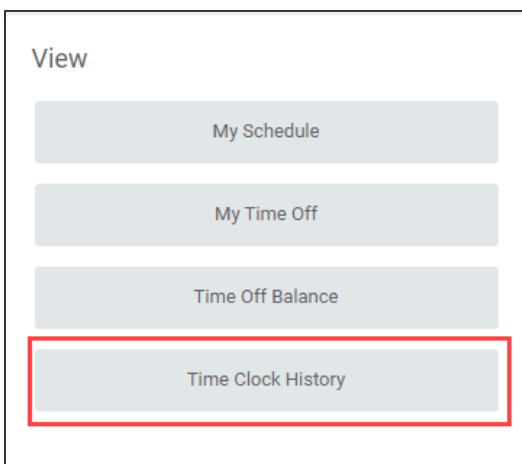 View
My Schedule
My Time Off
Time Off Balance
Time Clock History